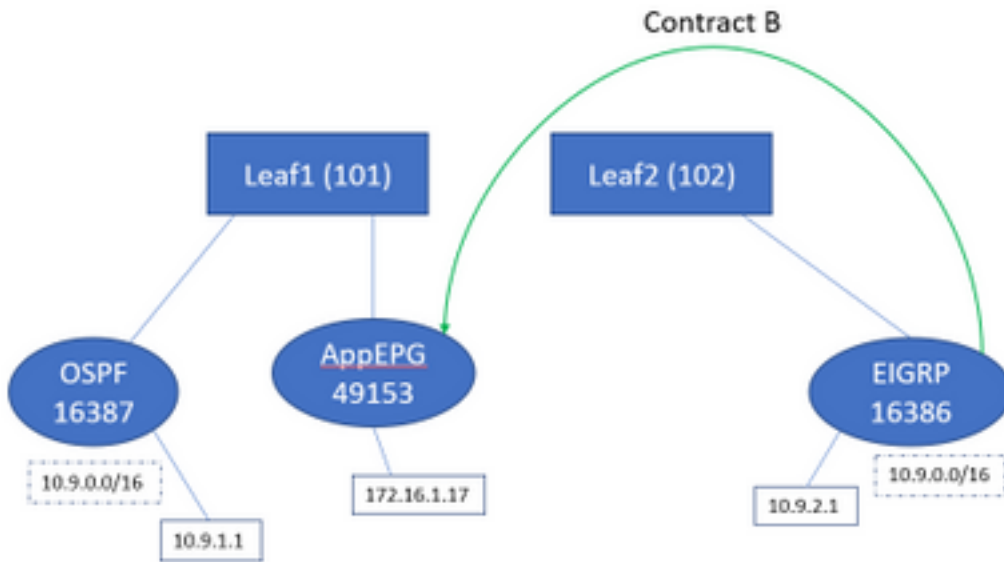 Contract B
Leaf1 (101)
Leaf2 (102)
OSPF
16387
AppEPG
49153
EIGRP
16386
10.9.0.0/16
172.16.1.17
10.9.0.0/16
10.9.2.1
10.9.1.1